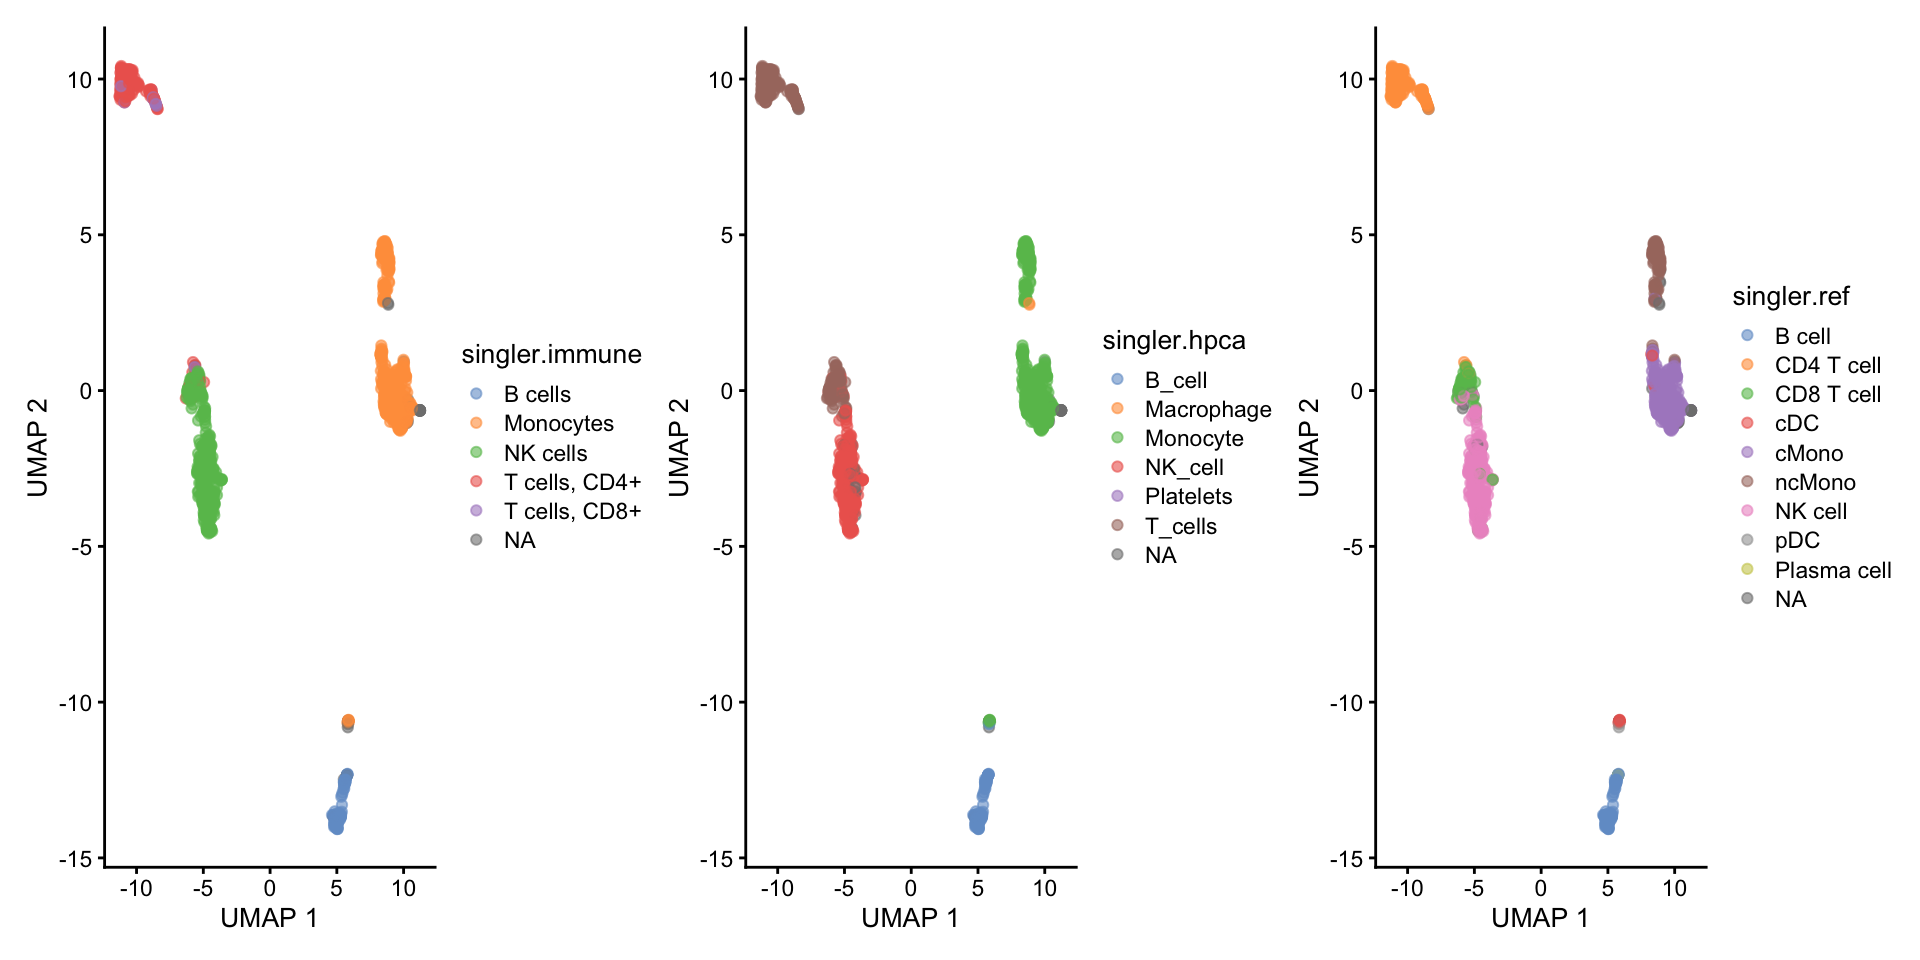 UMAP 2
10
5
0
-5
-10
-15
-10
-5
0
5
10
UMAP 1
singler.immune
B cells
Monocytes
NK cells
T cells, CD4+
T cells, CD8+
NA
UMAP 2
10
5
0
-5
-10
-15
-10
-5
0
5
10
UMAP 1
singler.hpca
B_cell
Macrophage
Monocyte
NK_cell
Platelets
T_cells
NA
UMAP 2
10
5
0
-5
-10
-15
-10
-5
0
5
10
UMAP 1
singler.ref
B cell
CD4 T cell
CD8 T cell
cDC
cMono
ncMono
NK cell
pDC
Plasma cell
NA